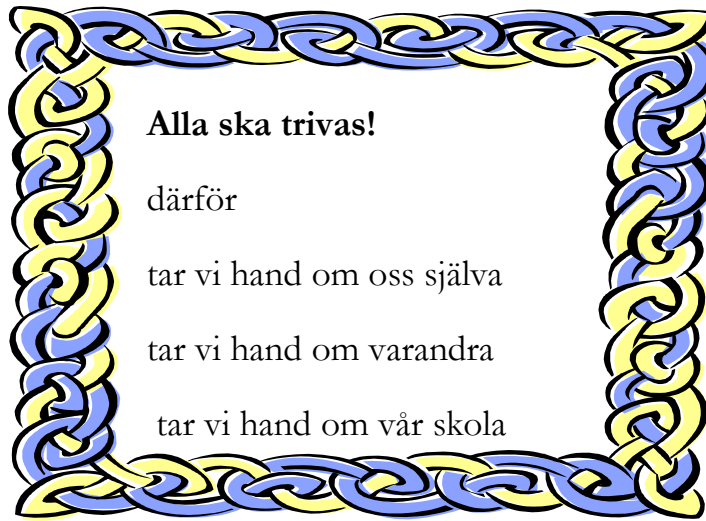 Alla ska trivas!
därför
tar vi hand om oss själva
tar vi hand om varandra
tar vi hand om vår skola